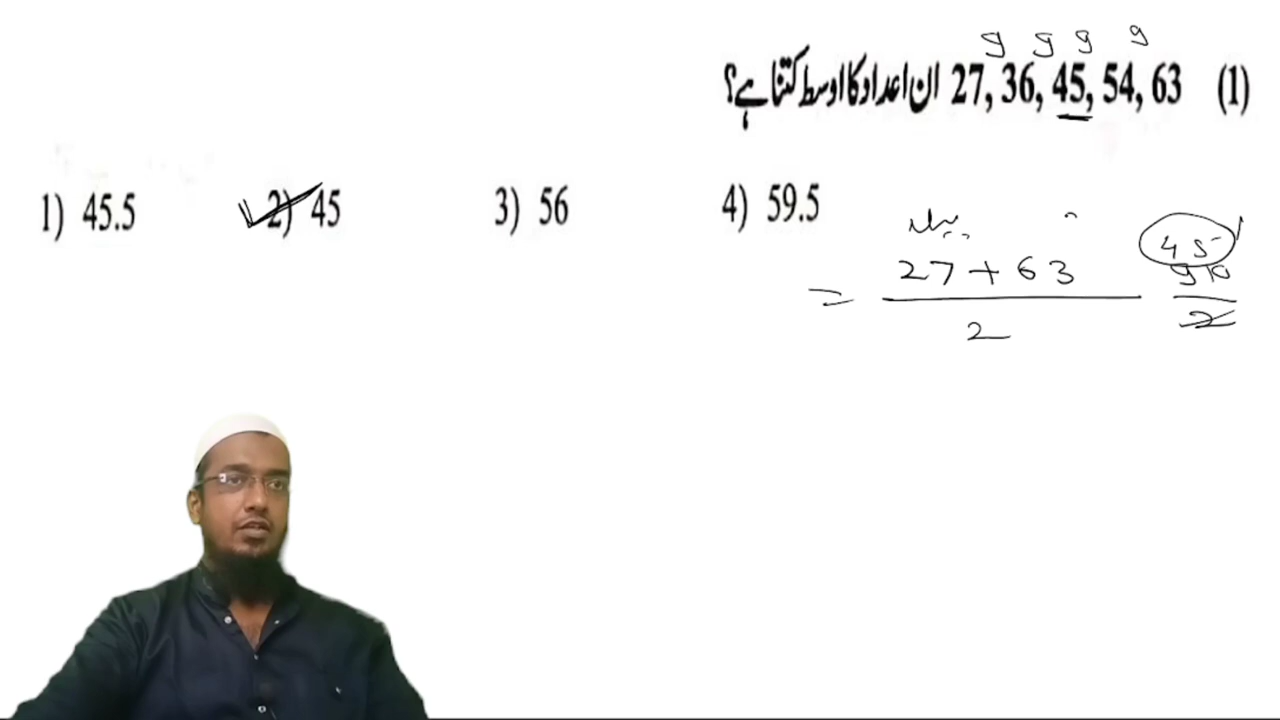 9 9 9 9
(1) 27, 36, 45, 54, 63 ان اعداد کا اوسط کتنا ہے؟
1) 45.5 2) 45 3) 56 4) 59.5
= 27+63 / 2 90 / 2 45